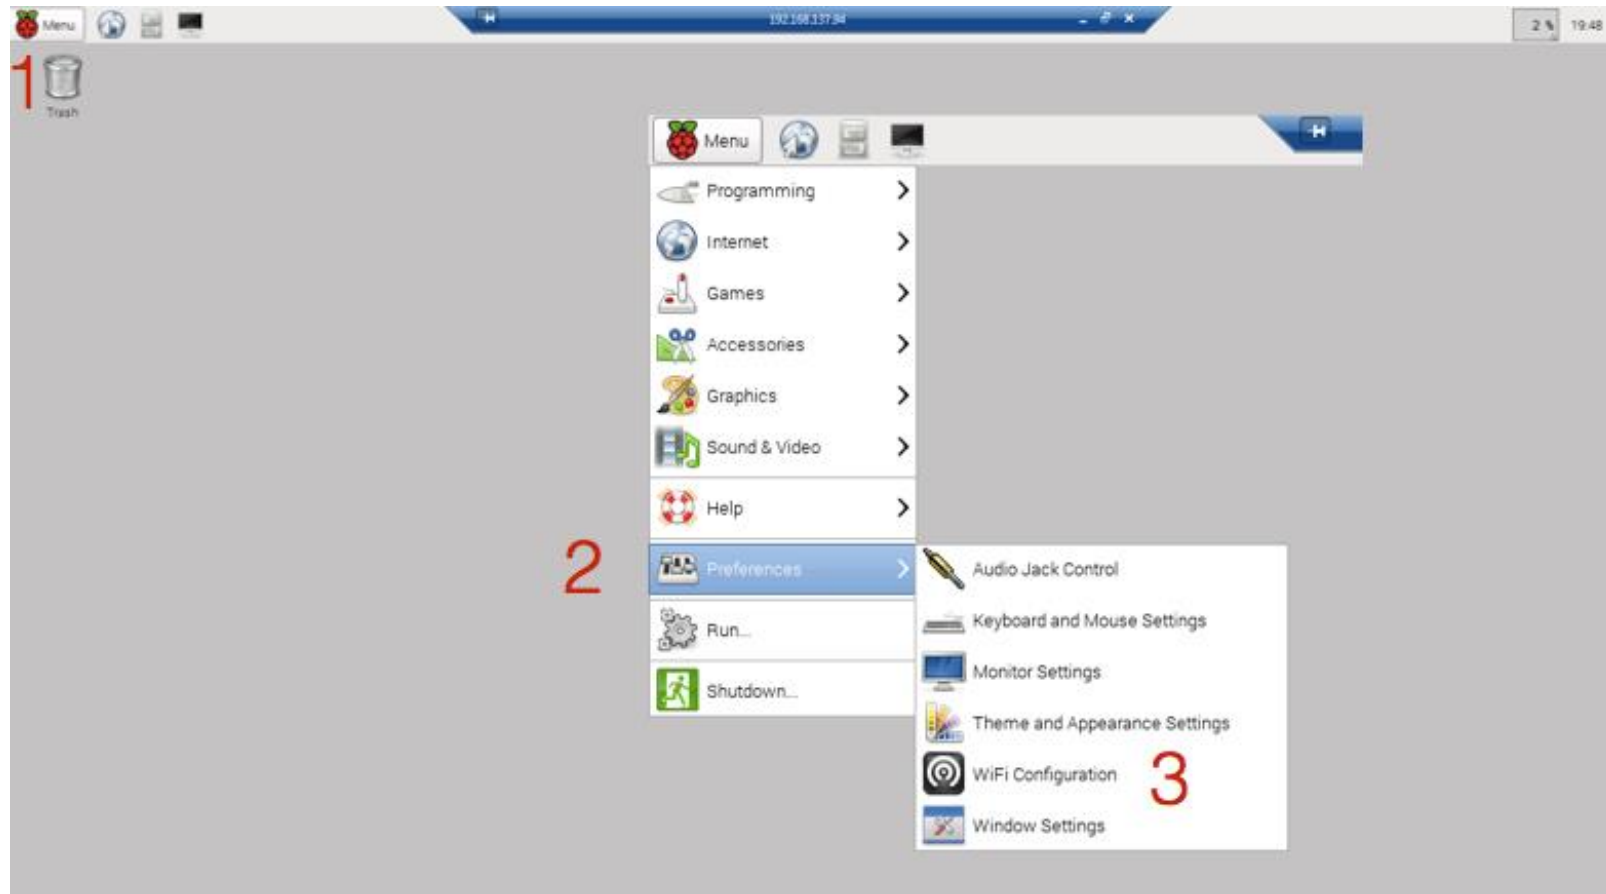 Menu
192.168.137.94
2 %
19:48
1
Trash
Menu
Programming
Internet
Games
Accessories
Graphics
Sound & Video
Help
2
Preferences
Audio Jack Control
Run...
Keyboard and Mouse Settings
Monitor Settings
Shutdown...
Theme and Appearance Settings
WiFi Configuration
3
Window Settings